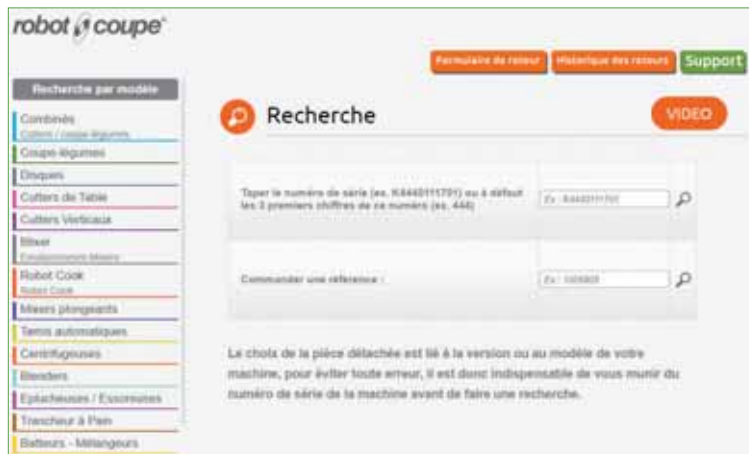 robot coupe®
Formulaire de retour
Historique des retours
Support
Recherche par modèle
Combinés
Cutters / coupe-légumes
Coupe-légumes
Disques
Cutters de Table
Cutters Verticaux
Blixer
Robot Cook
Robot Cook
Mixers plongeants
Tamis automatiques
Centrifugeuses
Blenders
Eplucheuses / Essoreuses
Trancheur à Pain
Batteurs - Mélangeurs
Recherche
VIDEO
Taper le numéro de série (es. K4440111701) ou à défaut
les 3 premiers chiffres de ce numéro (es. 444)
Ex : K4440111701
Commander une référence :
Ex :
Le choix de la pièce détachée est lié à la version ou au modèle de votre
machine, pour éviter toute erreur, il est donc indispensable de vous munir du
numéro de série de la machine avant de faire une recherche.